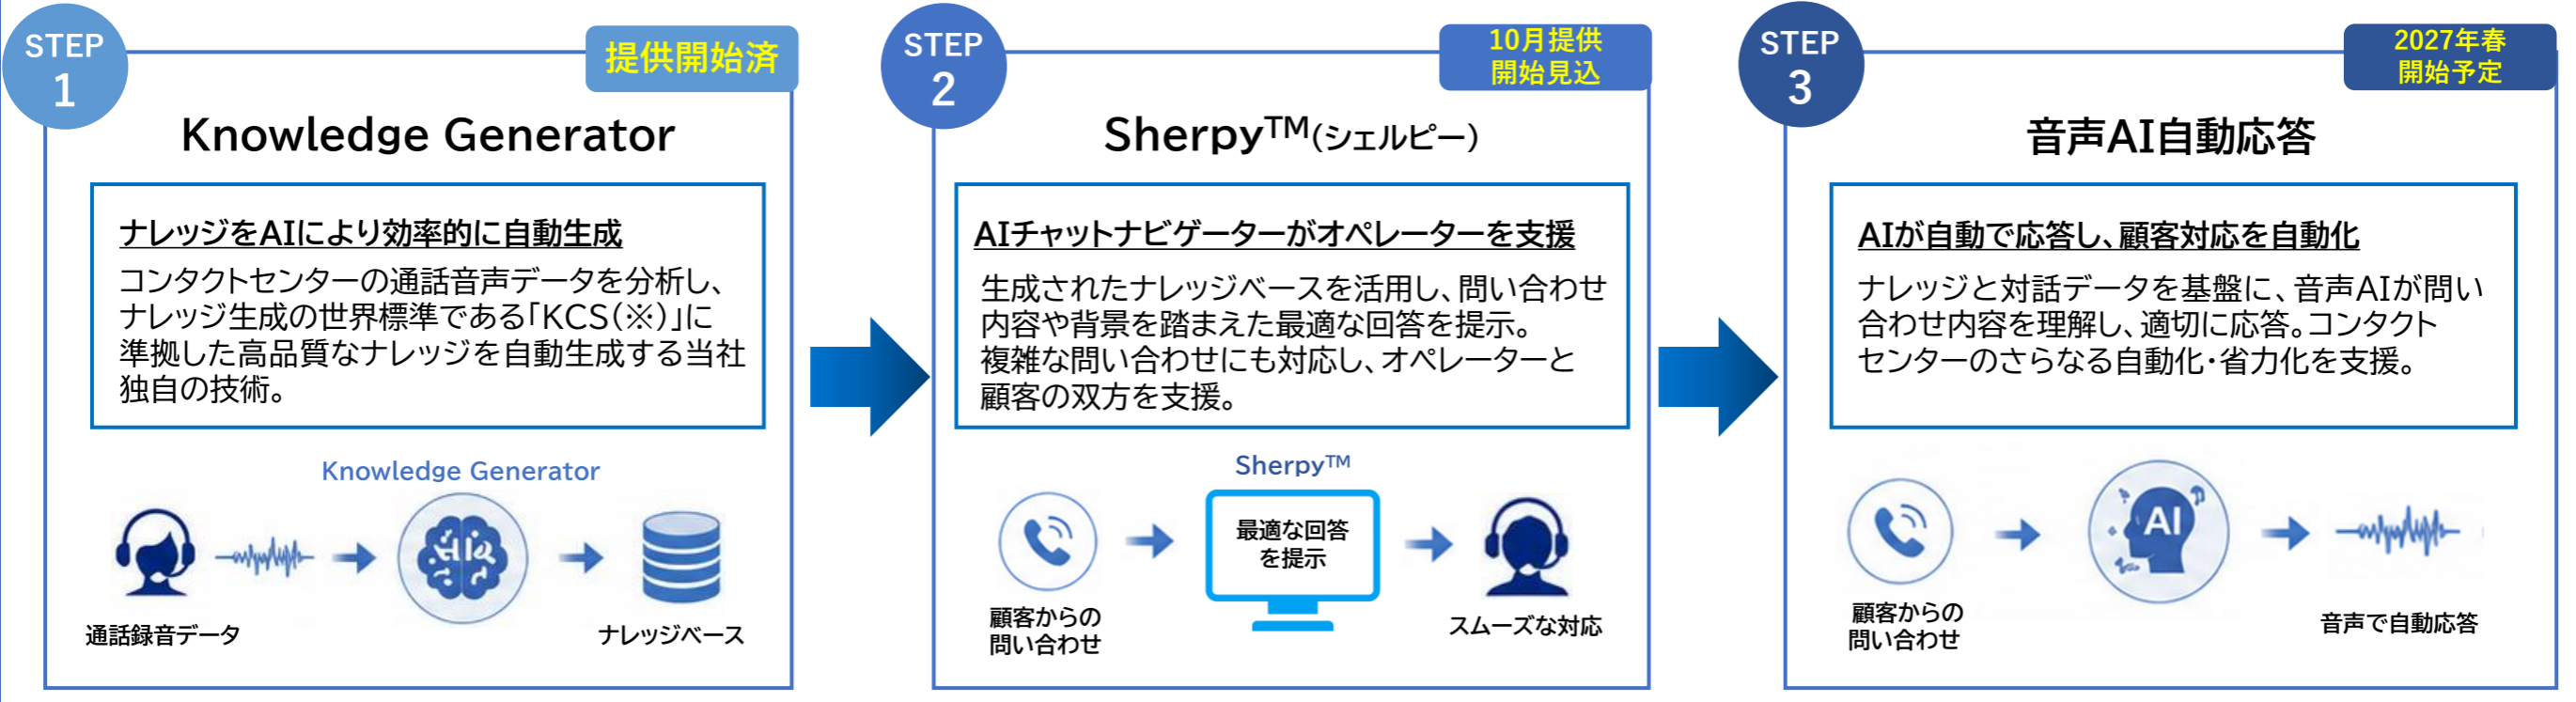 STEP
1
提供開始済
Knowledge Generator
ナレッジをAIにより効率的に自動生成
コンタクトセンターの通話音声データを分析し、
ナレッジ生成の世界標準である「KCS(※)」に
準拠した高品質なナレッジを自動生成する当社
独自の技術。
Knowledge Generator
通話録音データ
ナレッジベース
STEP
2
10月提供
開始見込
Sherpy™(シェルピー)
AIチャットナビゲーターがオペレーターを支援
生成されたナレッジベースを活用し、問い合わせ
内容や背景を踏まえた最適な回答を提示。
複雑な問い合わせにも対応し、オペレーターと
顧客の双方を支援。
Sherpy™
最適な回答
を提示
顧客からの
問い合わせ
スムーズな対応
STEP
3
2027年春
開始予定
音声AI自動応答
AIが自動で応答し、顧客対応を自動化
ナレッジと対話データを基盤に、音声AIが問い
合わせ内容を理解し、適切に応答。コンタクト
センターのさらなる自動化・省力化を支援。
AI
顧客からの
問い合わせ
音声で自動応答